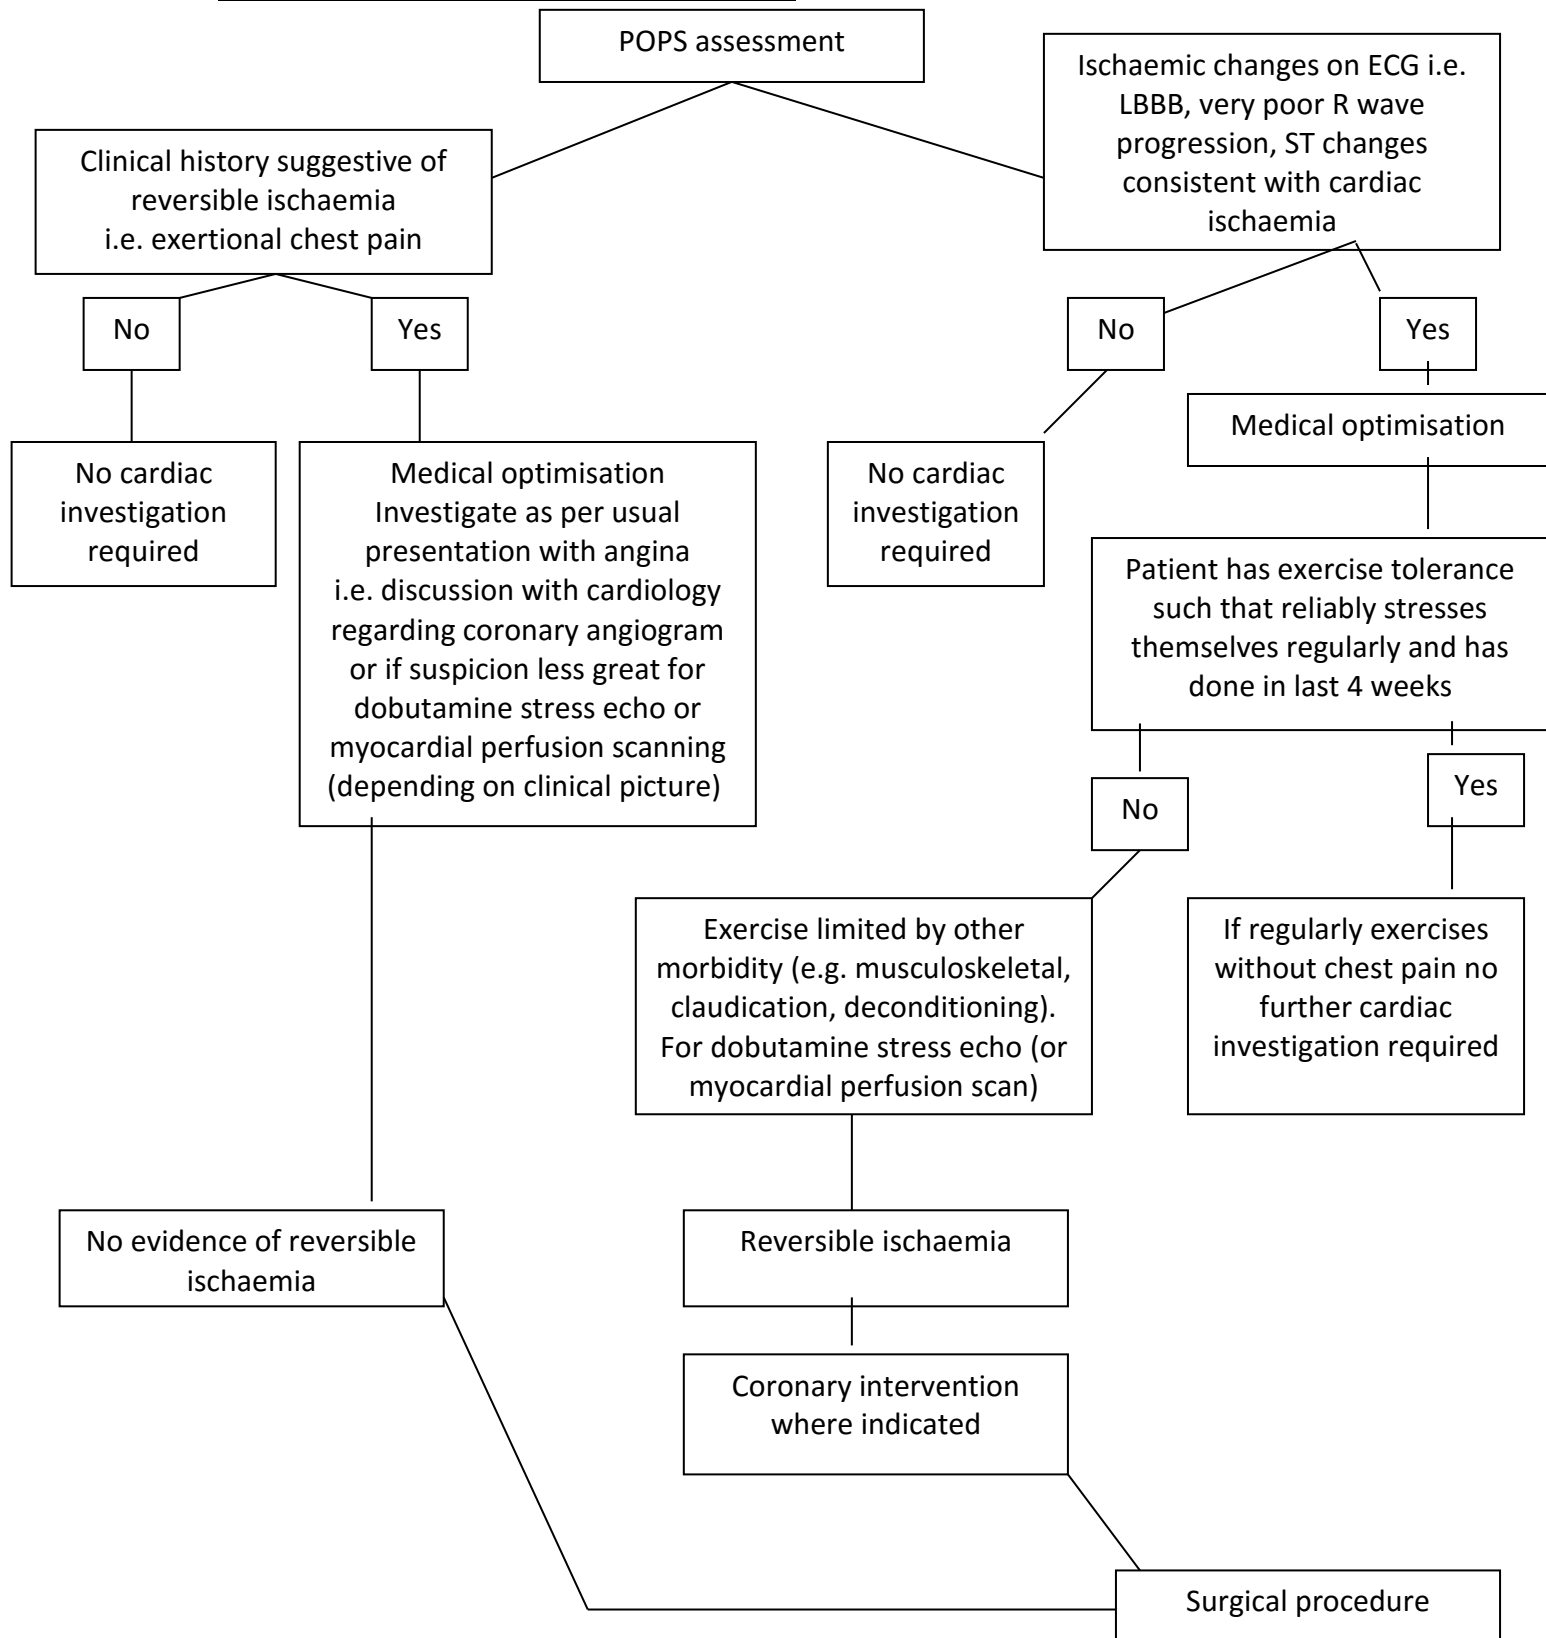 POPS assessment
Ischaemic changes on ECG i.e.
LBBB, very poor R wave
progression, ST changes
consistent with cardiac
ischaemia
Clinical history suggestive of
reversible ischaemia
i.e. exertional chest pain
No
Yes
No
Yes
No cardiac
investigation
required
Medical optimisation
Investigate as per usual
presentation with angina
i.e. discussion with cardiology
regarding coronary angiogram
or if suspicion less great for
dobutamine stress echo or
myocardial perfusion scanning
(depending on clinical picture)
No cardiac
investigation
required
Medical optimisation
Patient has exercise tolerance
such that reliably stresses
themselves regularly and has
done in last 4 weeks
No
Yes
Exercise limited by other
morbidity (e.g. musculoskeletal,
claudication, deconditioning).
For dobutamine stress echo (or
myocardial perfusion scan)
If regularly exercises
without chest pain no
further cardiac
investigation required
No evidence of reversible
ischaemia
Reversible ischaemia
Coronary intervention
where indicated
Surgical procedure